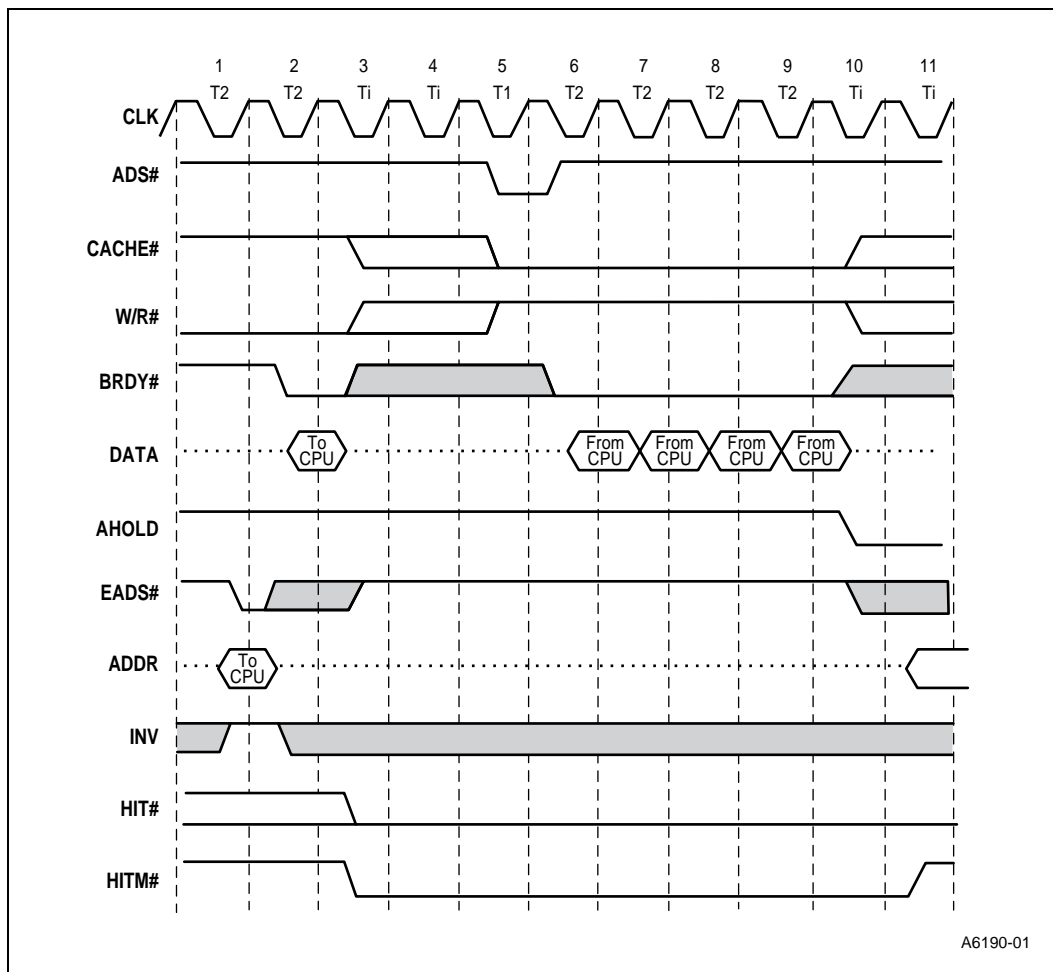 1 2 3 4 5 6 7 8 9 10 11
T2 T2 Ti Ti T1 T2 T2 T2 T2 Ti Ti
CLK
ADS#
CACHE#
W/R#
BRDY#
DATA
To CPU
From CPU
From CPU
From CPU
From CPU
AHOLD
EADS#
ADDR
To CPU
INV
HIT#
HITM#
A6190-01